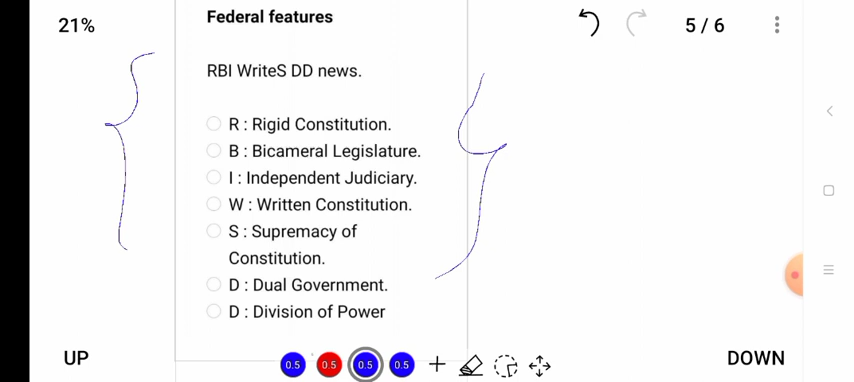 Federal features
21%
5 / 6
RBI WriteS DD news.
R : Rigid Constitution.
B : Bicameral Legislature.
I : Independent Judiciary.
W : Written Constitution.
S : Supremacy of
Constitution.
D : Dual Government.
D : Division of Power
UP
0.5
0.5
0.5
0.5
DOWN